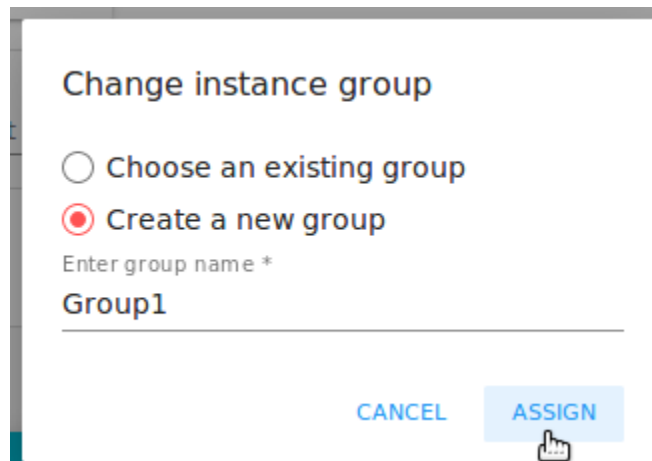 Change instance group
Choose an existing group
Create a new group
Enter group name *
Group1
CANCEL ASSIGN